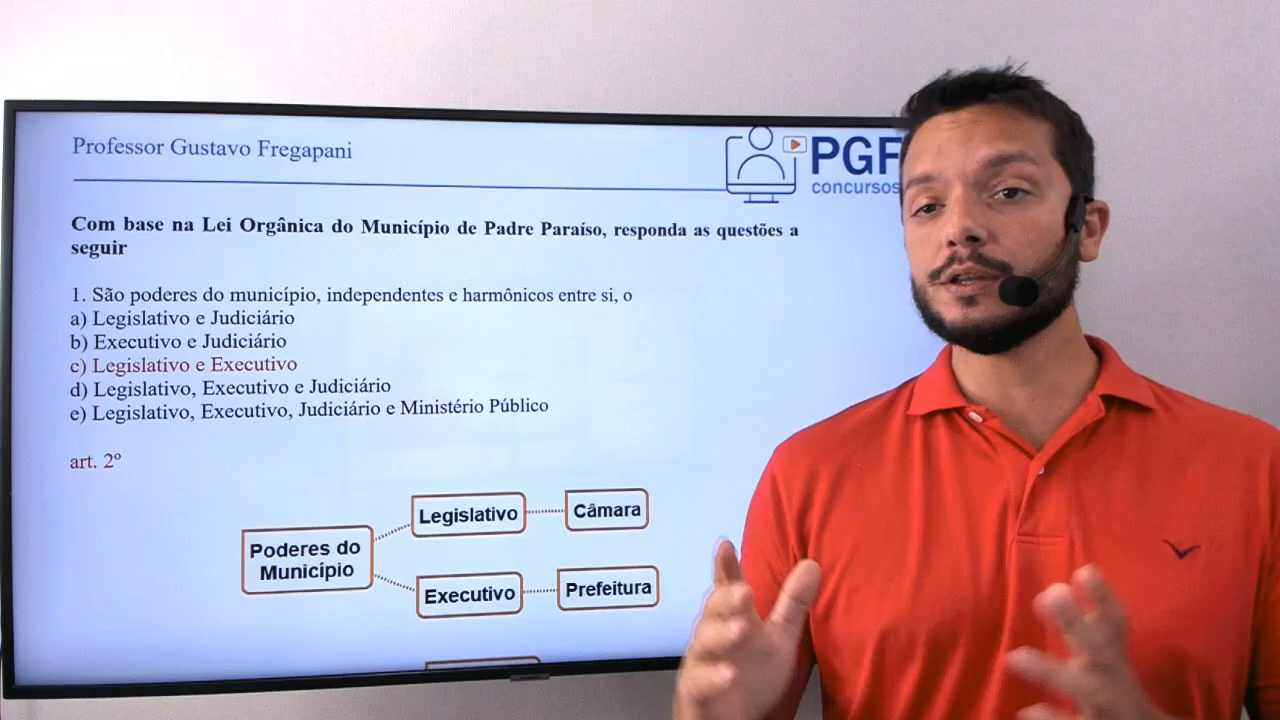 Professor Gustavo Fregapani
PGF
concursos
Com base na Lei Orgânica do Município de Padre Paraíso, responda as questões a
seguir
1. São poderes do município, independentes e harmônicos entre si, o
a) Legislativo e Judiciário
b) Executivo e Judiciário
c) Legislativo e Executivo
d) Legislativo, Executivo e Judiciário
e) Legislativo, Executivo, Judiciário e Ministério Público
art. 2º
Legislativo
Câmara
Poderes do
Município
Executivo
Prefeitura